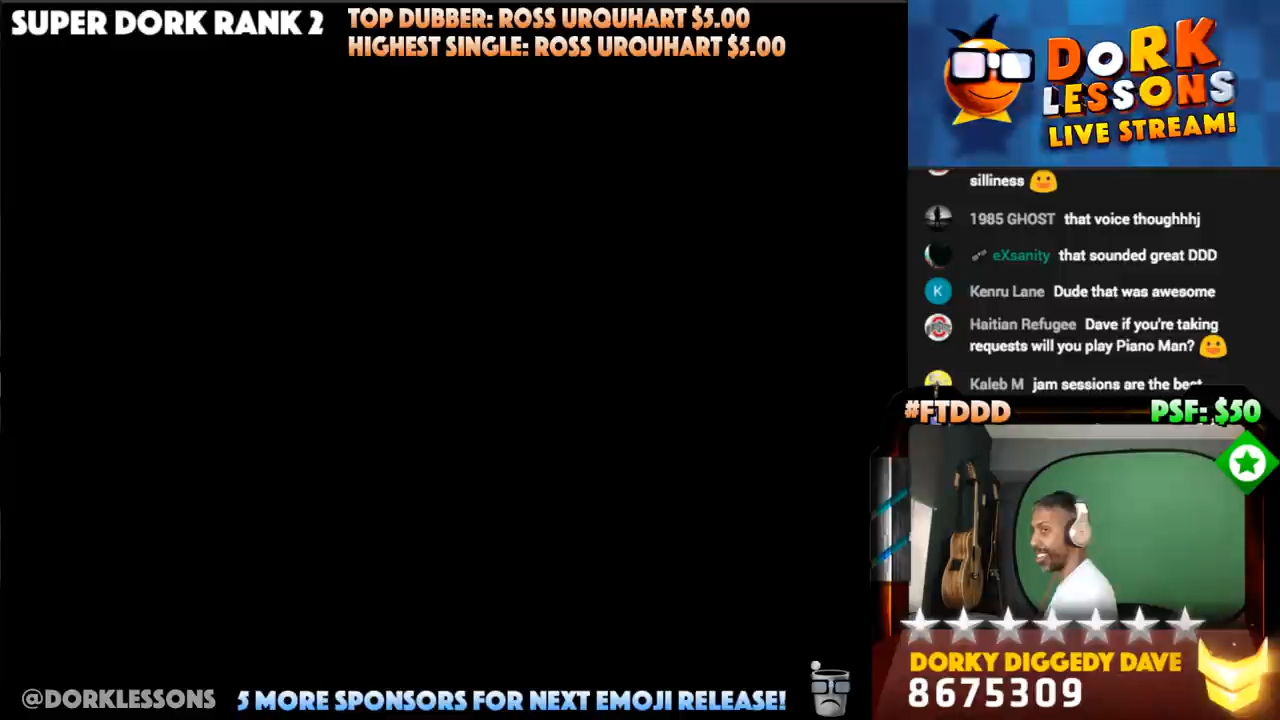 SUPER DORK RANK 2
TOP DUBBER: ROSS URQUHART $5.00
HIGHEST SINGLE: ROSS URQUHART $5.00
DORK
LESSONS
LIVE STREAM!
silliness
1985 GHOST that voice thoughhhj
eXsanity that sounded great DDD
K Kenru Lane Dude that was awesome
Haitian Refugee Dave if you're taking
requests will you play Piano Man?
Kaleb M jam sessions are the best
#FTDDD PSF: $50
DORKY DIGGEDY DAVE
8675309
@DORKLESSONS 5 MORE SPONSORS FOR NEXT EMOJI RELEASE!